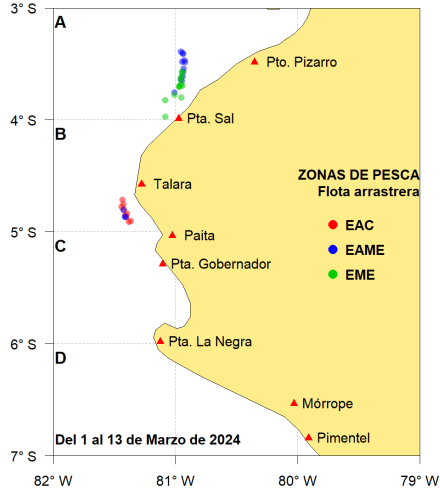 3° S
A
Pto. Pizarro
4° S
Pta. Sal
B
ZONAS DE PESCA
Flota arrastrera
Talara
EAC
5° S
Paita
C
EAME
Pta. Gobernador
EME
6° S
Pta. La Negra
D
Mórrope
Del 1 al 13 de Marzo de 2024
Pimentel
7° S
82° W
81° W
80° W
79° W